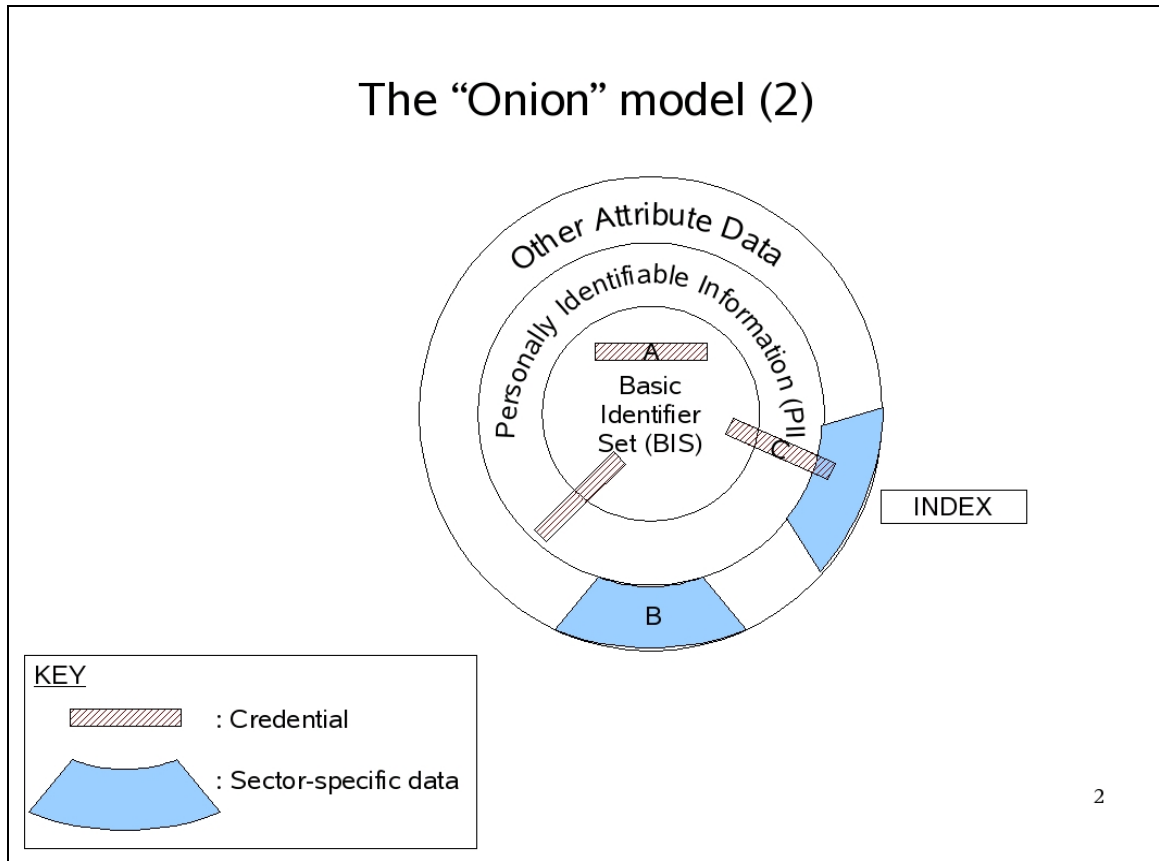 The “Onion” model (2)
Other Attribute Data
Personally Identifiable Information (PII
A
Basic
Identifier
Set (BIS)
C
INDEX
B
KEY
: Credential
: Sector-specific data
2